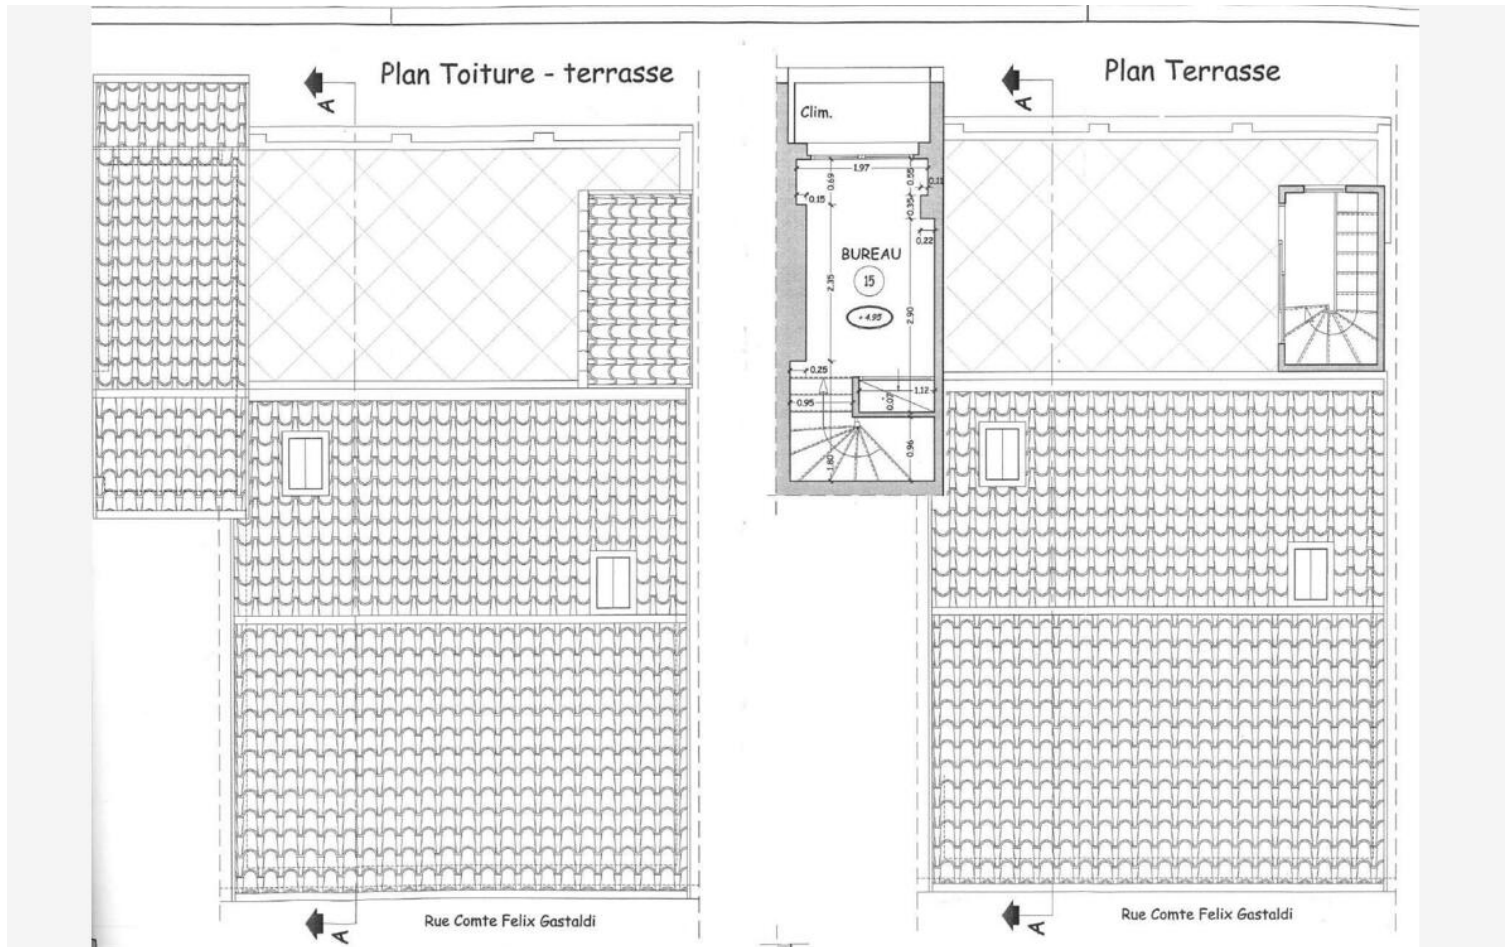 Plan Toiture - terrasse
A
Plan Terrasse
A
Clim.
1.97
0.69
0.55
0.11
0.15
0.35
0.22
BUREAU
15
+ 4.95
2.35
2.90
0.25
1.12
0.95
0.07
0.96
1.80
Rue Comte Felix Gastaldi
A
Rue Comte Felix Gastaldi
A